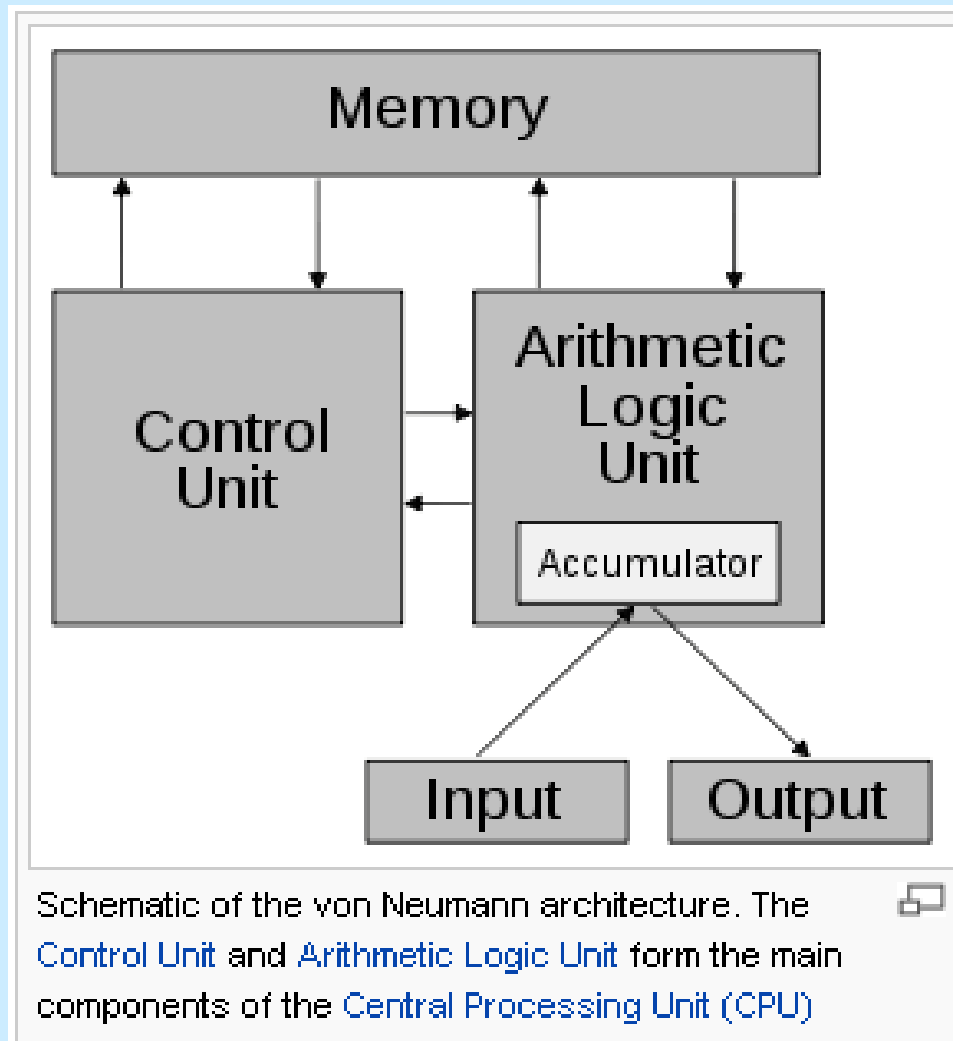 Memory
Control
Unit
Arithmetic
Logic
Unit
Accumulator
Input
Output
Schematic of the von Neumann architecture. The
Control Unit and Arithmetic Logic Unit form the main
components of the Central Processing Unit (CPU)